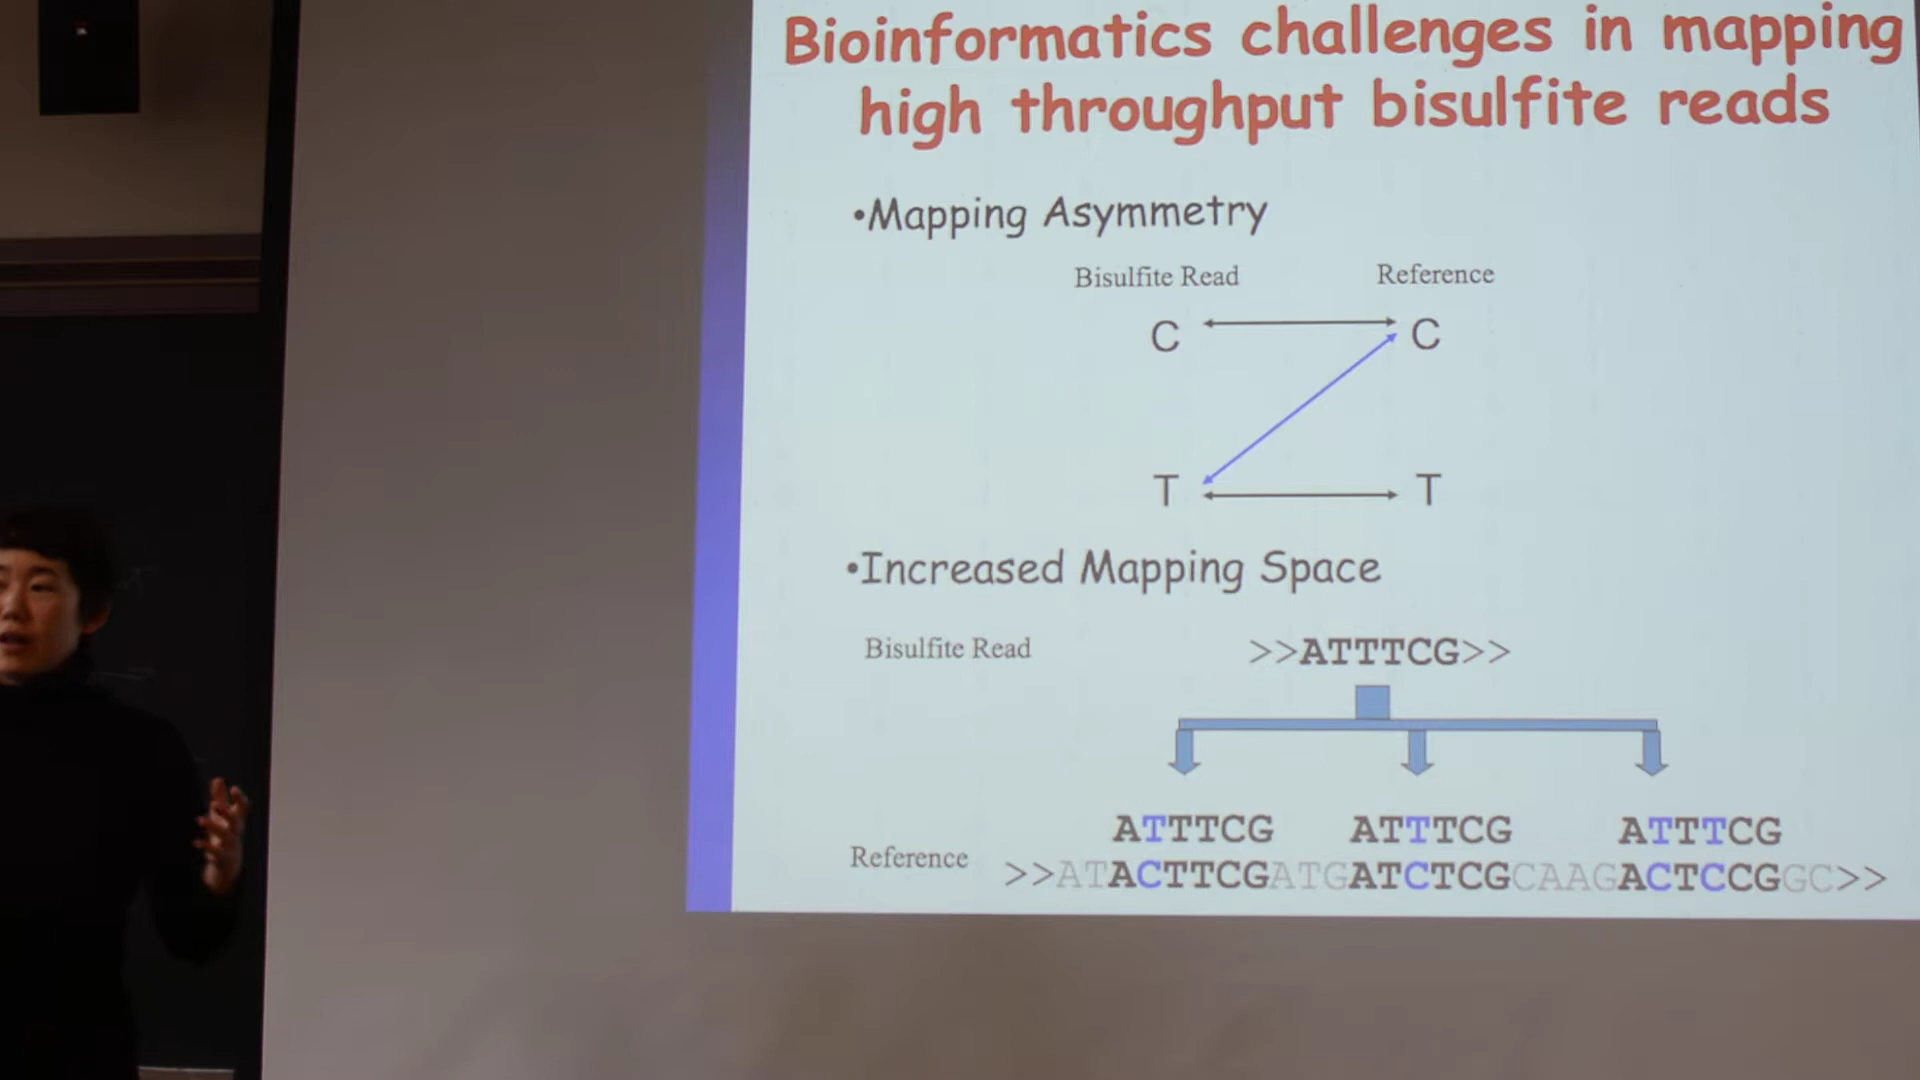 Bioinformatics challenges in mapping
high throughput bisulfite reads
•Mapping Asymmetry
Bisulfite Read Reference
C C
T T
•Increased Mapping Space
Bisulfite Read >>ATTTCG>>
ATTTCG ATTTCG ATTTCG
Reference >>ATACTTCGATGATCTCGCAAGACTCCGGC>>